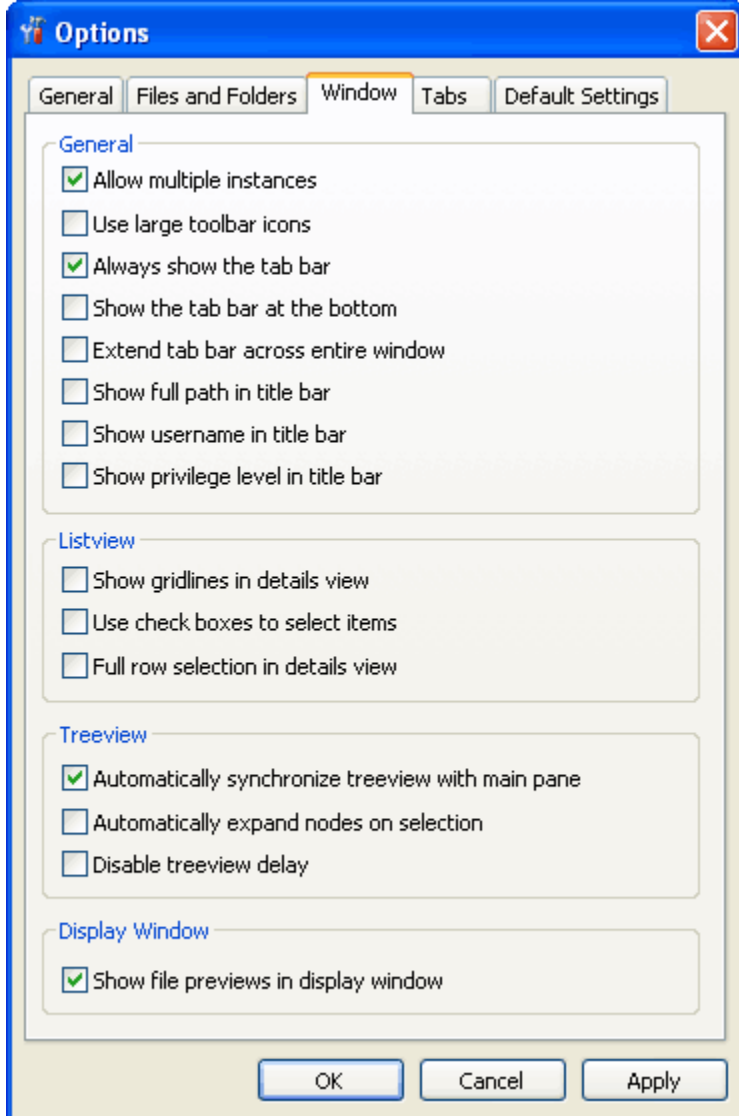 Options
General Files and Folders Window Tabs Default Settings
General
Allow multiple instances
Use large toolbar icons
Always show the tab bar
Show the tab bar at the bottom
Extend tab bar across entire window
Show full path in title bar
Show username in title bar
Show privilege level in title bar
Listview
Show gridlines in details view
Use check boxes to select items
Full row selection in details view
Treeview
Automatically synchronize treeview with main pane
Automatically expand nodes on selection
Disable treeview delay
Display Window
Show file previews in display window
OK Cancel Apply